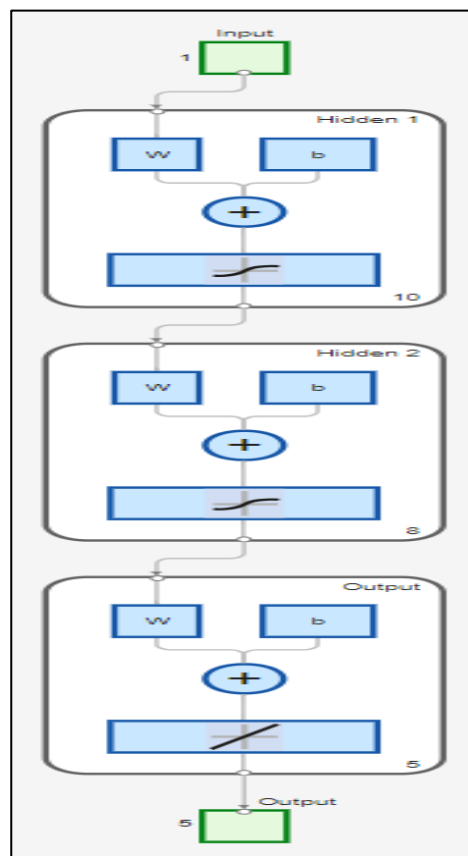 Input
1
Hidden 1
W b
+
10
Hidden 2
W b
+
8
Output
W b
+
5
Output
5